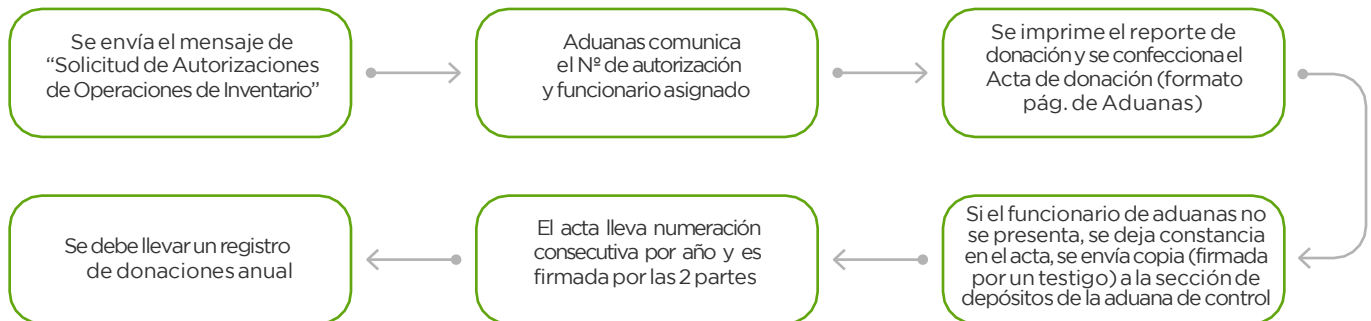 Se envía el mensaje de
“Solicitud de Autorizaciones
de Operaciones de Inventario”
Aduanas comunica
el Nº de autorización
y funcionario asignado
Se imprime el reporte de
donación y se confecciona el
Acta de donación (formato
pág. de Aduanas)
Si el funcionario de aduanas no
se presenta, se deja constancia
en el acta, se envía copia (firmada
por un testigo) a la sección de
depósitos de la aduana de control
El acta lleva numeración
consecutiva por año y es
firmada por las 2 partes
Se debe llevar un registro
de donaciones anual